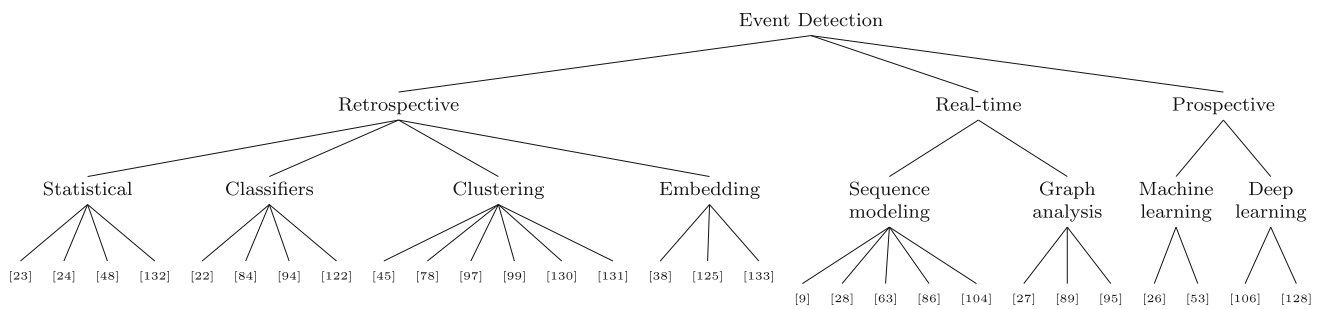 Event Detection
Retrospective Real-time Prospective
Statistical Classifiers Clustering Embedding Sequence modeling Graph analysis Machine learning Deep learning
[23] [24] [48] [132] [22] [84] [94] [122] [45] [78] [97] [99] [130] [131] [38] [125] [133]
[9] [28] [63] [86] [104] [27] [89] [95] [26] [53] [106] [128]